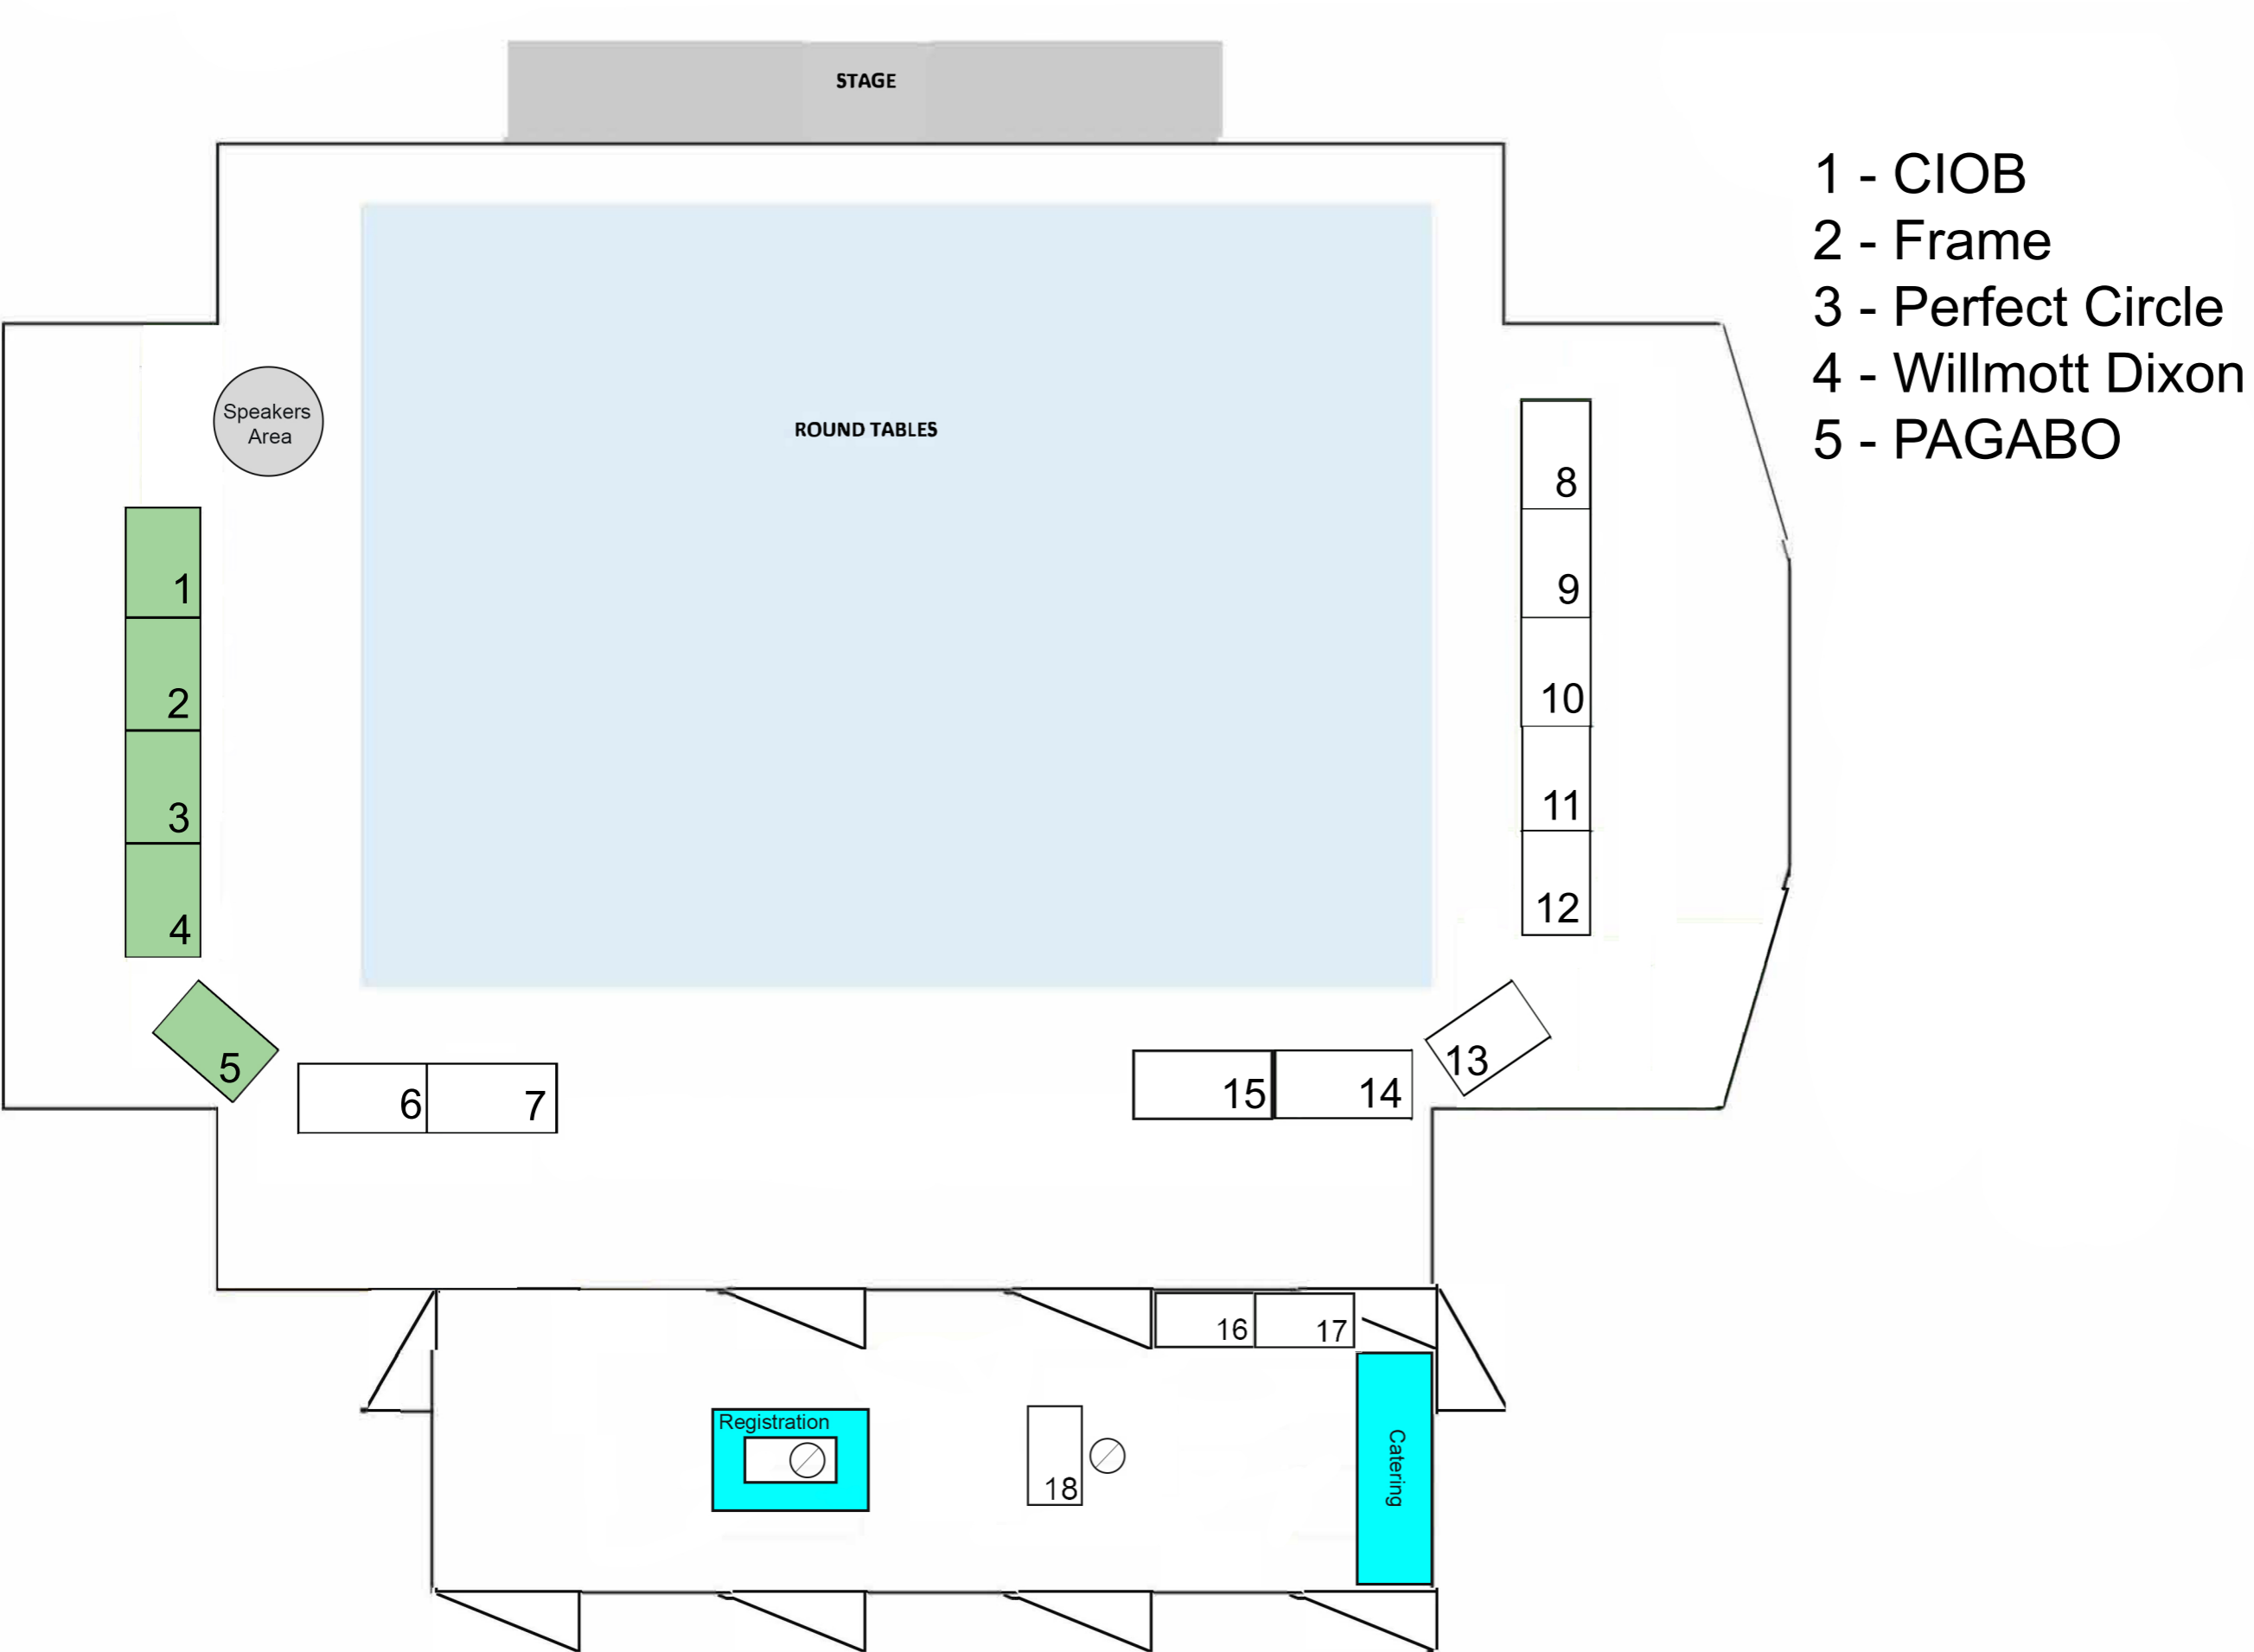 STAGE
1 - CIOB
2 - Frame
3 - Perfect Circle
4 - Willmott Dixon
5 - PAGABO
Speakers
Area
ROUND TABLES
8
1
9
2
10
3
11
4
12
5
13
6
7
15
14
16
17
Registration
18
Catering